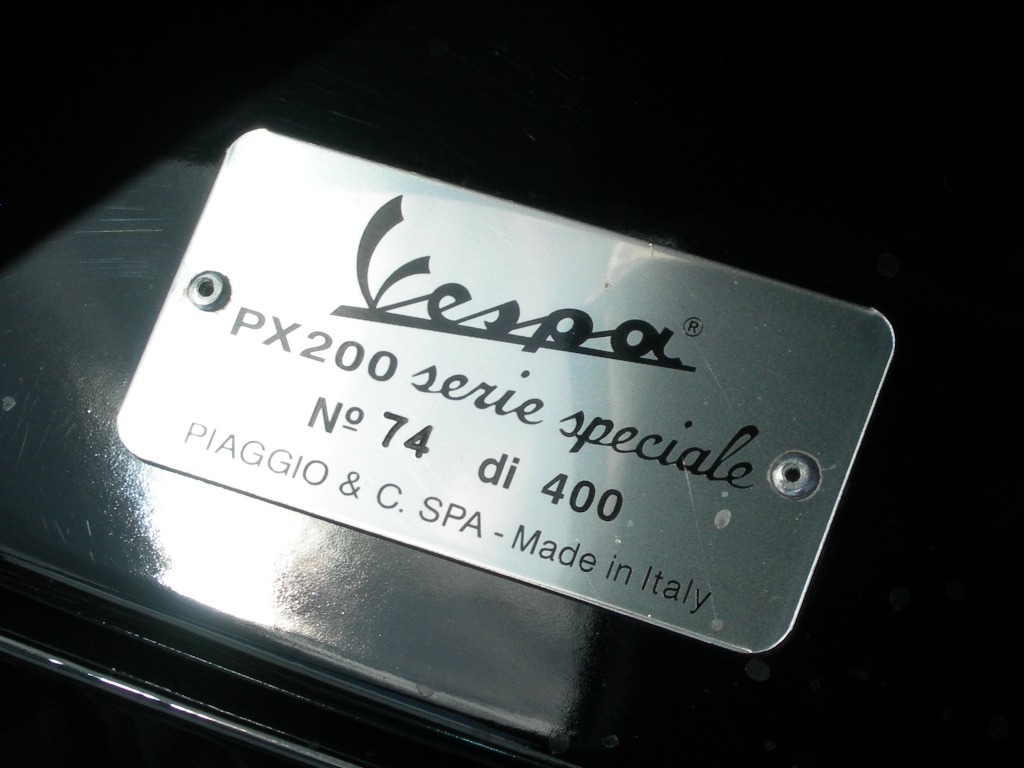 Vespa®
PX200 serie speciale
Nº 74 di 400
PIAGGIO & C. SPA - Made in Italy